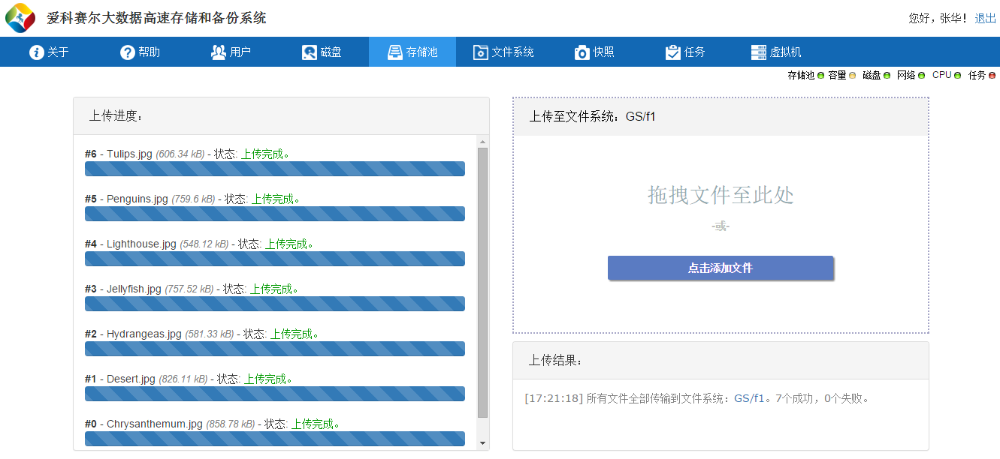 爱科赛尔大数据高速存储和备份系统
您好，张华！ 退出
关于 帮助 用户 磁盘 存储池 文件系统 快照 任务 虚拟机
存储池 容量 磁盘 网络 CPU 任务
上传进度：
#6 - Tulips.jpg (606.34 kB) - 状态: 上传完成。
#5 - Penguins.jpg (759.6 kB) - 状态: 上传完成。
#4 - Lighthouse.jpg (548.12 kB) - 状态: 上传完成。
#3 - Jellyfish.jpg (757.52 kB) - 状态: 上传完成。
#2 - Hydrangeas.jpg (581.33 kB) - 状态: 上传完成。
#1 - Desert.jpg (826.11 kB) - 状态: 上传完成。
#0 - Chrysanthemum.jpg (858.78 kB) - 状态: 上传完成。
上传至文件系统：GS/f1
拖拽文件至此处
-或-
点击添加文件
上传结果：
[17:21:18] 所有文件全部传输到文件系统：GS/f1。7个成功，0个失败。